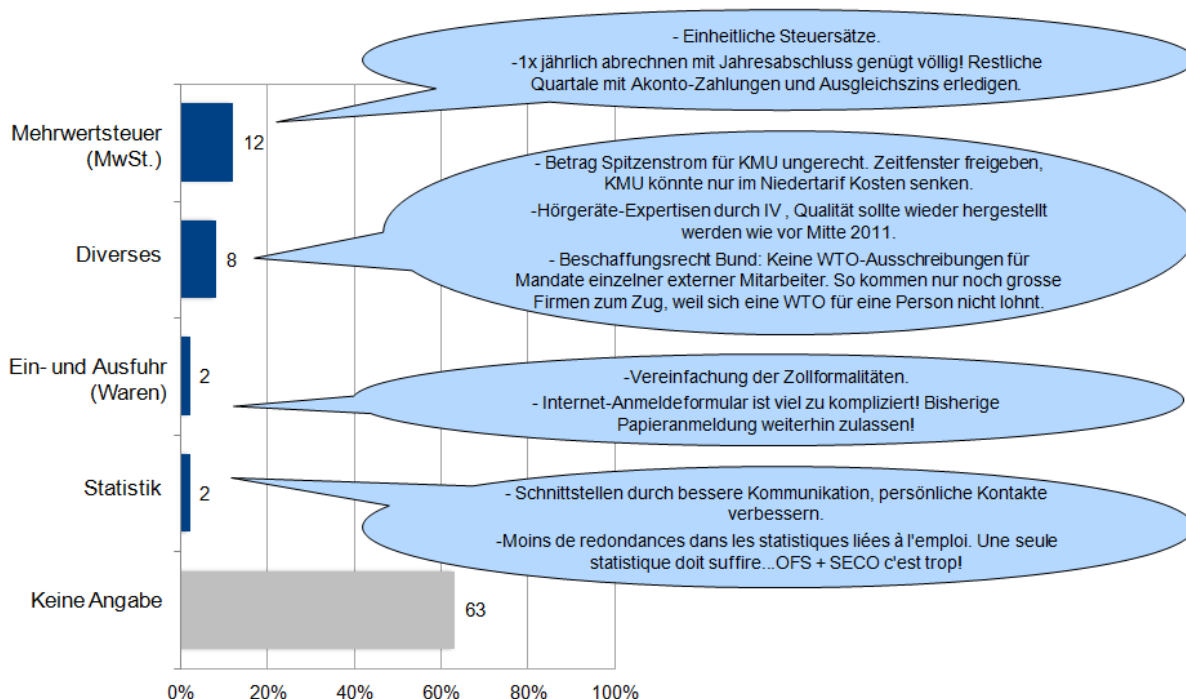 - Einheitliche Steuersätze.
-1x jährlich abrechnen mit Jahresabschluss genügt völlig! Restliche
Quartale mit Akonto-Zahlungen und Ausgleichszins erledigen.
Mehrwertsteuer
(MwSt.)
12
- Betrag Spitzenstrom für KMU ungerecht. Zeitfenster freigeben,
KMU könnte nur im Niedertarif Kosten senken.
-Hörgeräte-Expertisen durch IV , Qualität sollte wieder hergestellt
werden wie vor Mitte 2011.
- Beschaffungsrecht Bund: Keine WTO-Ausschreibungen für
Mandate einzelner externer Mitarbeiter. So kommen nur noch grosse
Firmen zum Zug, weil sich eine WTO für eine Person nicht lohnt.
Diverses
8
Ein- und Ausfuhr
(Waren)
2
-Vereinfachung der Zollformalitäten.
- Internet-Anmeldeformular ist viel zu kompliziert! Bisherige
Papieranmeldung weiterhin zulassen!
Statistik
2
- Schnittstellen durch bessere Kommunikation, persönliche Kontakte
verbessern.
-Moins de redondances dans les statistiques liées à l'emploi. Une seule
statistique doit suffire...OFS + SECO c'est trop!
Keine Angabe
63
0%
20%
40%
60%
80%
100%